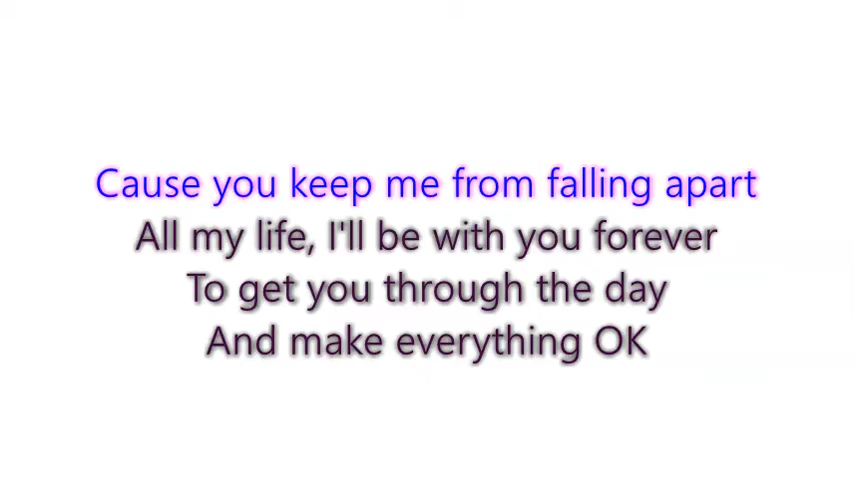 Cause you keep me from falling apart
All my life, I'll be with you forever
To get you through the day
And make everything OK